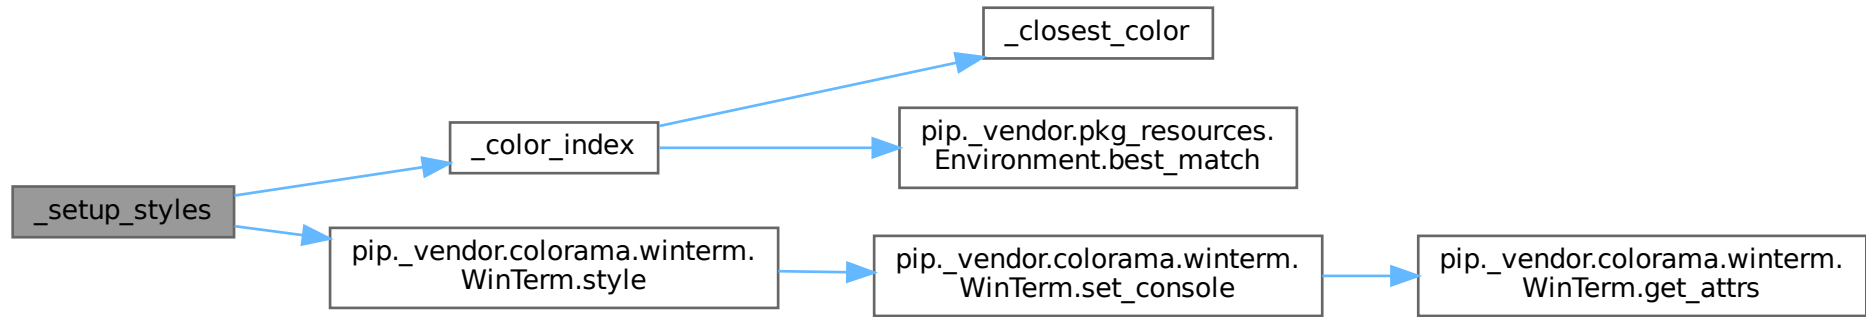 _closest_color
_color_index
pip._vendor.pkg_resources.
Environment.best_match
_setup_styles
pip._vendor.colorama.winterm.
WinTerm.style
pip._vendor.colorama.winterm.
WinTerm.set_console
pip._vendor.colorama.winterm.
WinTerm.get_attrs